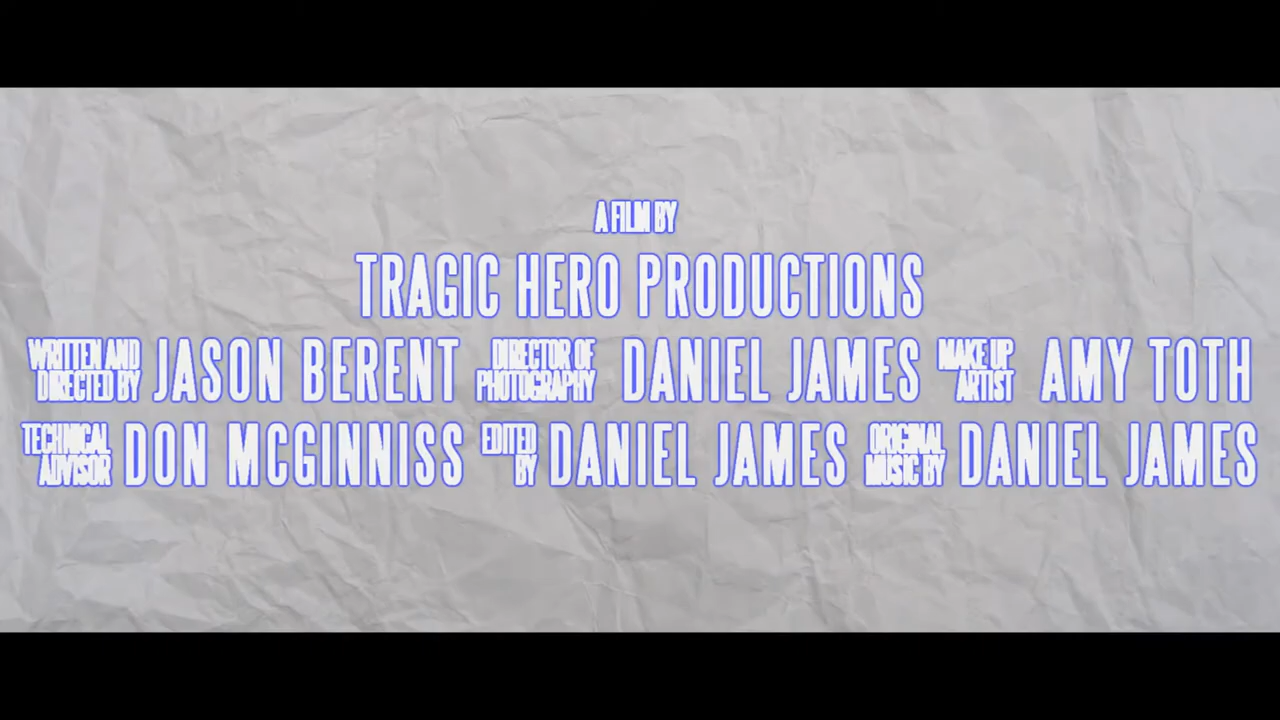 A FILM BY
TRAGIC HERO PRODUCTIONS
WRITTEN AND DIRECTED BY JASON BERENT DIRECTOR OF PHOTOGRAPHY DANIEL JAMES MAKE UP ARTIST AMY TOTH
TECHNICAL ADVISOR DON MCGINNISS EDITED BY DANIEL JAMES ORIGINAL MUSIC BY DANIEL JAMES